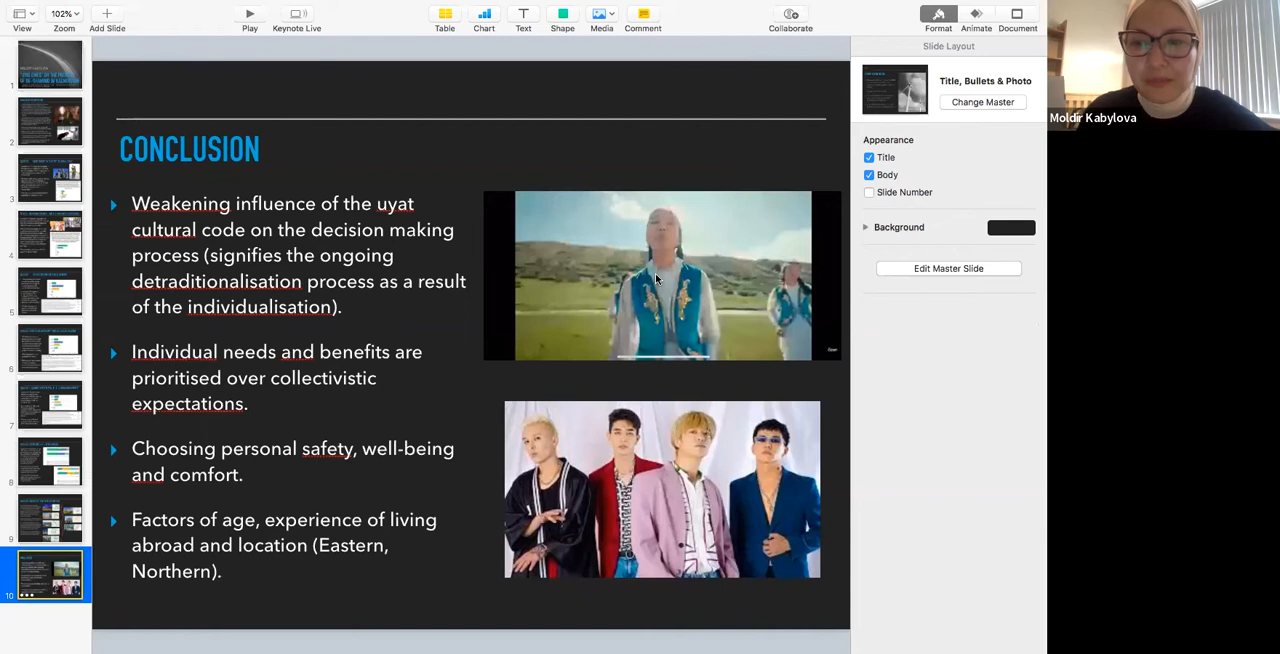 View
102%
Zoom
Add Slide
Play
Keynote Live
Table
Chart
Text
Shape
Media
Comment
Collaborate
Format
Animate
Document
Slide Layout
Title, Bullets & Photo
Change Master
Appearance
Title
Body
Slide Number
Background
Edit Master Slide
1
2
3
4
5
6
7
8
9
10
CONCLUSION
Weakening influence of the uyat
cultural code on the decision making
process (signifies the ongoing
detraditionalisation process as a result
of the individualisation).
Individual needs and benefits are
prioritised over collectivistic
expectations.
Choosing personal safety, well-being
and comfort.
Factors of age, experience of living
abroad and location (Eastern,
Northern).
Moldir Kabylova